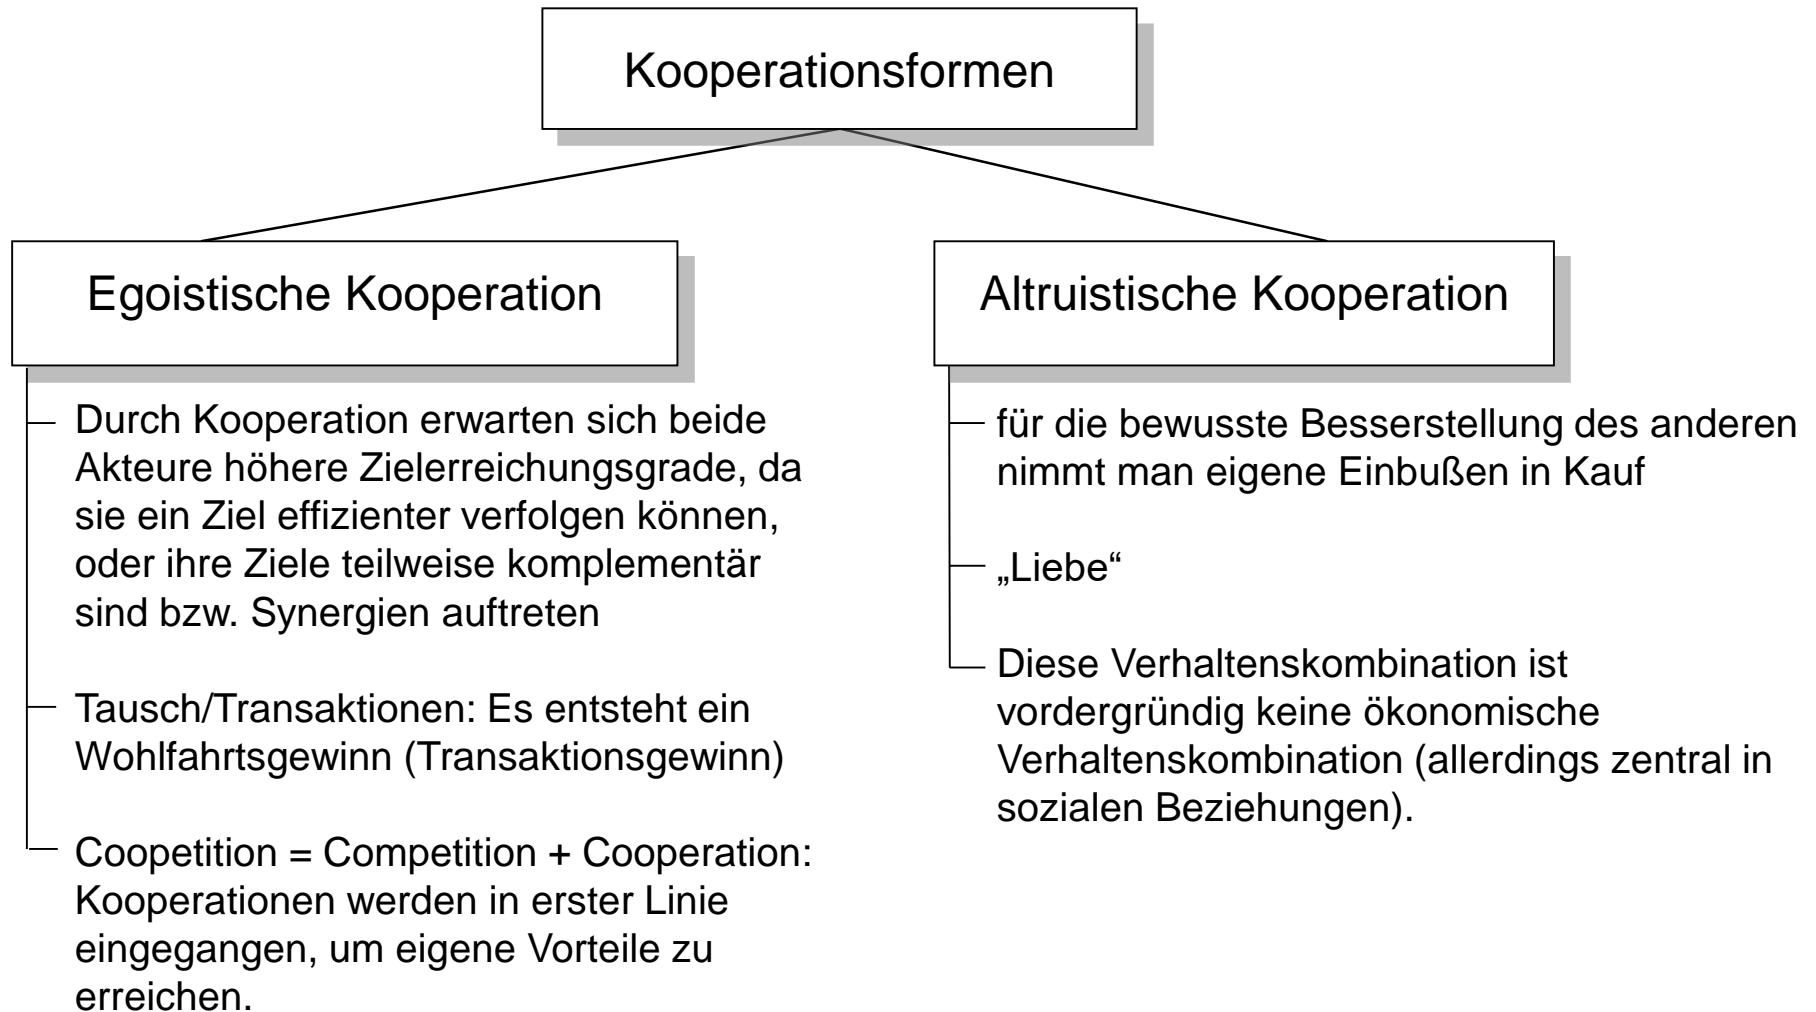 Kooperationsformen
Egoistische Kooperation
Durch Kooperation erwarten sich beide
Akteure höhere Zielerreichungsgrade, da
sie ein Ziel effizienter verfolgen können,
oder ihre Ziele teilweise komplementär
sind bzw. Synergien auftreten
Tausch/Transaktionen: Es entsteht ein
Wohlfahrtsgewinn (Transaktionsgewinn)
Coopetition = Competition + Cooperation:
Kooperationen werden in erster Linie
eingegangen, um eigene Vorteile zu
erreichen.
Altruistische Kooperation
für die bewusste Besserstellung des anderen
nimmt man eigene Einbußen in Kauf
„Liebe“
Diese Verhaltenskombination ist
vordergründig keine ökonomische
Verhaltenskombination (allerdings zentral in
sozialen Beziehungen).